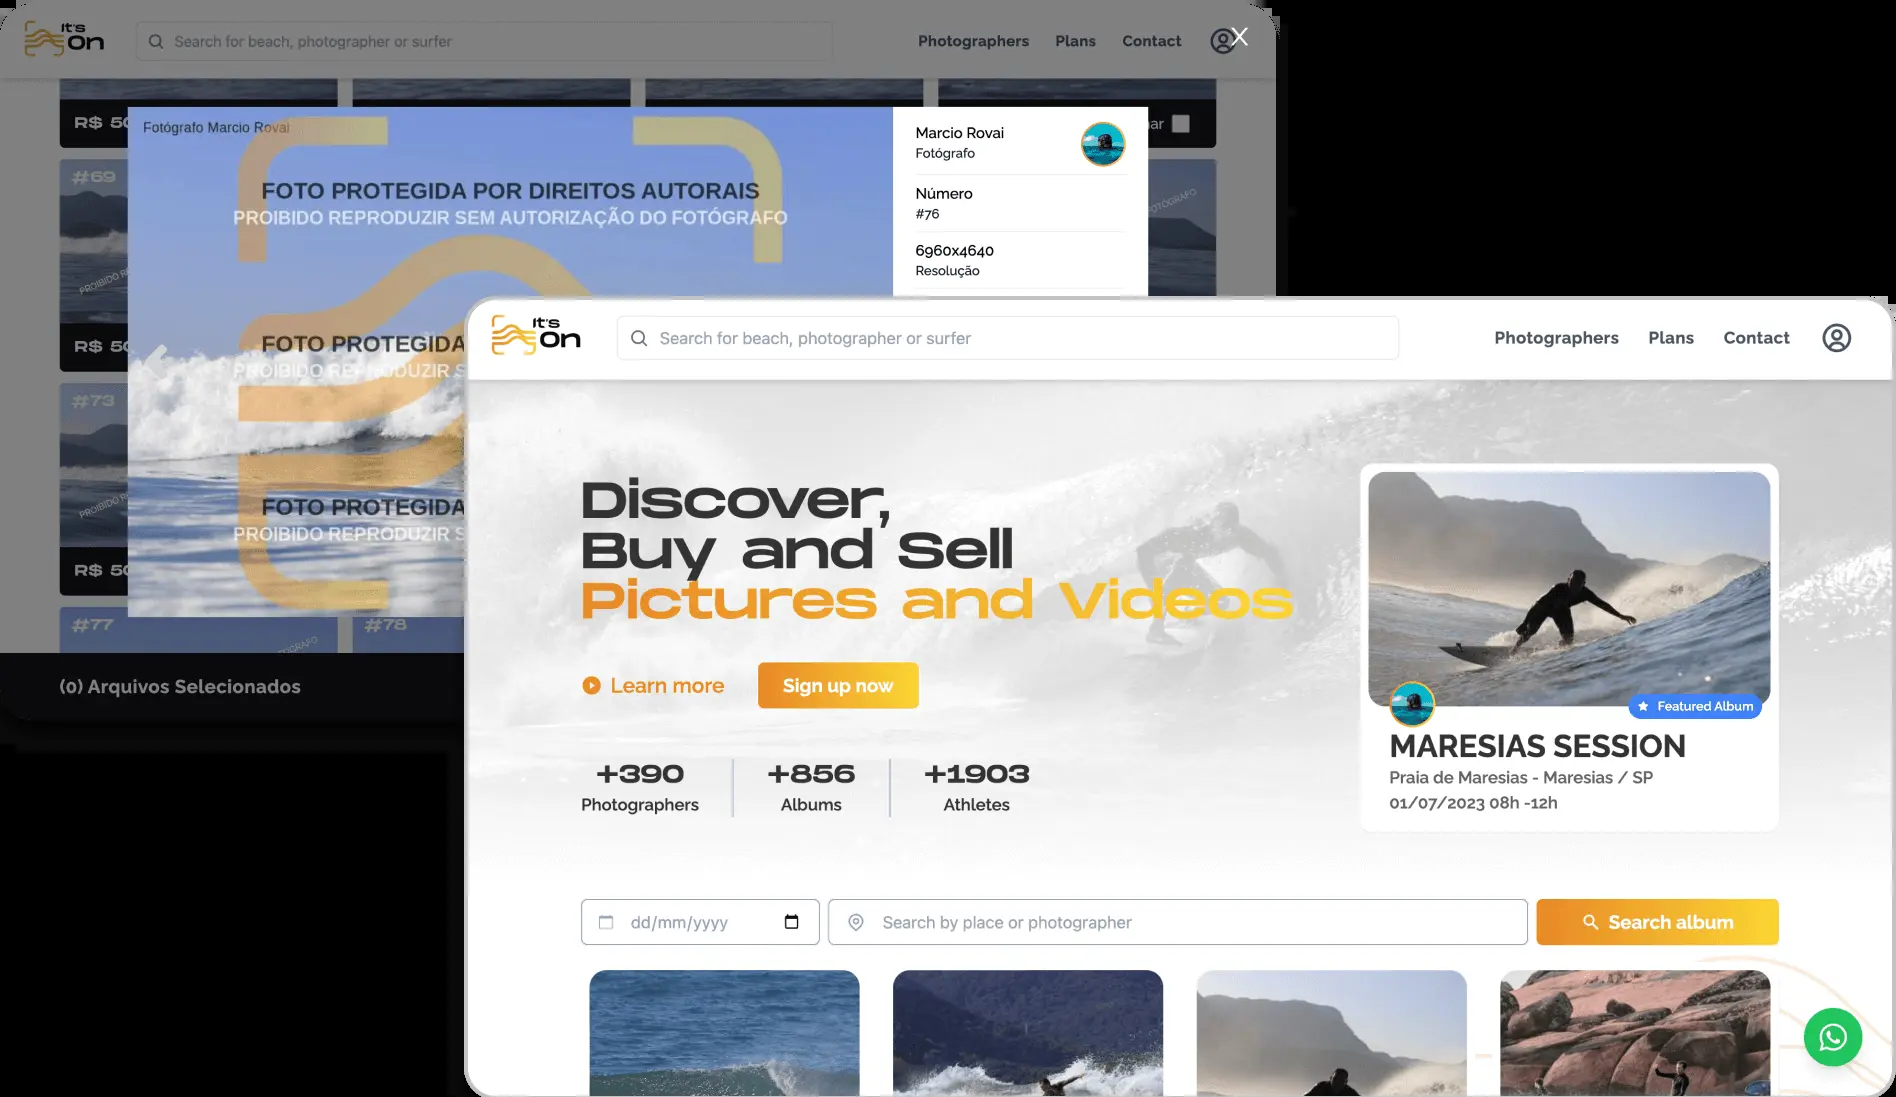 It's
On
Search for beach, photographer or surfer
Photographers
Plans
Contact
X
R$ 50
#69
R$ 50
#73
R$ 50
#77
#78
Fotógrafo Marcio Rovai
FOTO PROTEGIDA POR DIREITOS AUTORAIS
PROIBIDO REPRODUZIR SEM AUTORIZAÇÃO DO FOTÓGRAFO
FOTO PROTEGIDA
PROIBIDO REPRODUZIR S
FOTO PROTEGIDA
PROIBIDO REPRODUZIR S
Marcio Rovai
Fotógrafo
Número
#76
6960x4640
Resolução
(0) Arquivos Selecionados
It's
On
Search for beach, photographer or surfer
Photographers
Plans
Contact
Discover,
Buy and Sell
Pictures and Videos
Learn more
Sign up now
+390
Photographers
+856
Albums
+1903
Athletes
Featured Album
MARESIAS SESSION
Praia de Maresias - Maresias / SP
01/07/2023 08h -12h
dd/mm/yyyy
Search by place or photographer
Search album